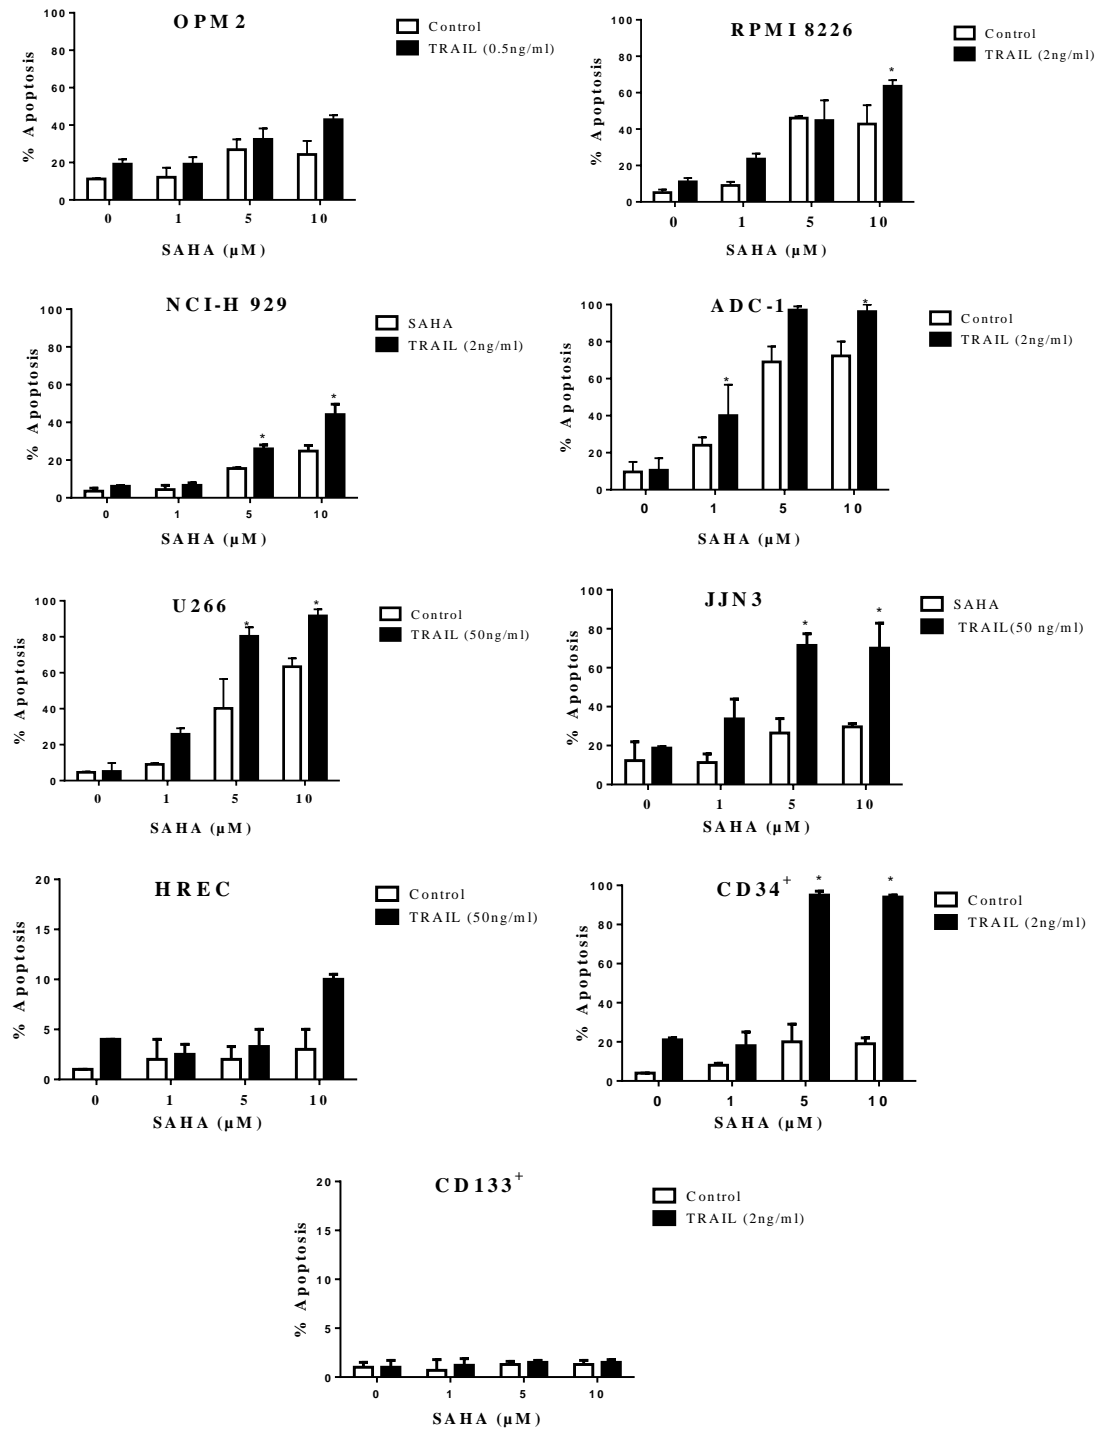 OPM 2
Control
TRAIL (0.5ng/ml)
% Apoptosis
100
80
60
40
20
0
0 1 5 10
SAHA (µM)
RPMI 8226
Control
TRAIL (2ng/ml)
% Apoptosis
100
80
60
40
20
0
*
0 1 5 10
SAHA (µM)
NCI-H 929
SAHA
TRAIL (2ng/ml)
% Apoptosis
100
80
60
40
20
0
* *
0 1 5 10
SAHA (µM)
ADC-1
Control
TRAIL (2ng/ml)
% Apoptosis
100
80
60
40
20
0
* *
0 1 5 10
SAHA (µM)
U266
Control
TRAIL (50ng/ml)
% Apoptosis
100
80
60
40
20
0
* *
0 1 5 10
SAHA (µM)
JJN3
SAHA
TRAIL(50 ng/ml)
% Apoptosis
100
80
60
40
20
0
* *
0 1 5 10
SAHA (µM)
HREC
Control
TRAIL (50ng/ml)
% Apoptosis
20
15
10
5
0
0 1 5 10
SAHA (µM)
CD34+
Control
TRAIL (2ng/ml)
% Apoptosis
100
80
60
40
20
0
* *
0 1 5 10
SAHA (µM)
CD133+
Control
TRAIL (2ng/ml)
% Apoptosis
20
15
10
5
0
0 1 5 10
SAHA (µM)